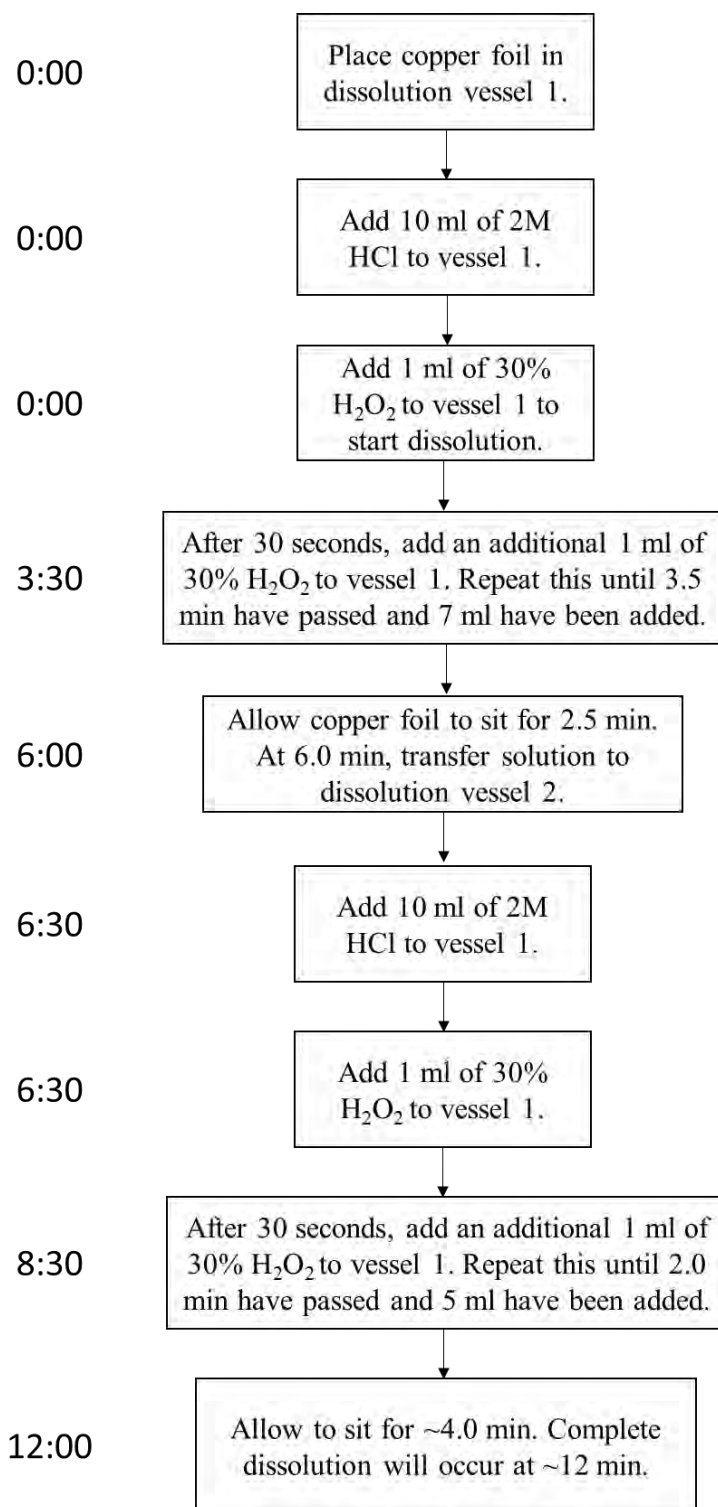 0:00
Place copper foil in
dissolution vessel 1.
0:00
Add 10 ml of 2M
HCl to vessel 1.
0:00
Add 1 ml of 30%
H₂O₂ to vessel 1 to
start dissolution.
3:30
After 30 seconds, add an additional 1 ml of
30% H₂O₂ to vessel 1. Repeat this until 3.5
min have passed and 7 ml have been added.
6:00
Allow copper foil to sit for 2.5 min.
At 6.0 min, transfer solution to
dissolution vessel 2.
6:30
Add 10 ml of 2M
HCl to vessel 1.
6:30
Add 1 ml of 30%
H₂O₂ to vessel 1.
8:30
After 30 seconds, add an additional 1 ml of
30% H₂O₂ to vessel 1. Repeat this until 2.0
min have passed and 5 ml have been added.
12:00
Allow to sit for ~4.0 min. Complete
dissolution will occur at ~12 min.